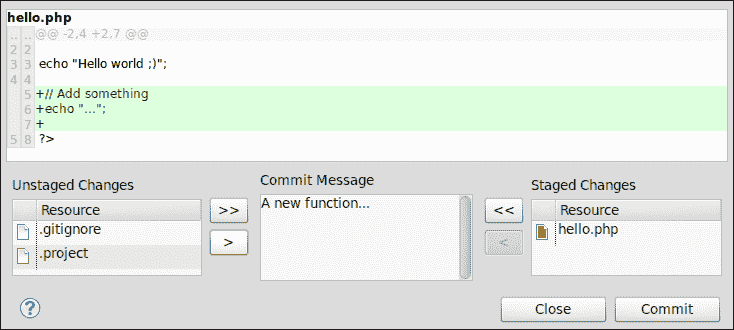 hello.php
.. .. @@ -2,4 +2,7 @@
2 2
3 3 echo "Hello world ;)";
4 4
5 +// Add something
6 +echo "...";
7 +
5 8 ?>
Unstaged Changes
Resource
.gitignore
.project
>>
>
Commit Message
A new function...
<<
<
Staged Changes
Resource
hello.php
?
Close
Commit